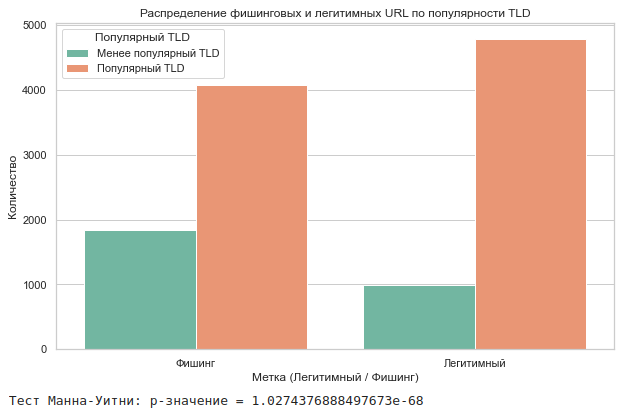 Распределение фишинговых и легитимных URL по популярности TLD
Популярный TLD
Менее популярный TLD
Популярный TLD
5000
4000
3000
2000
1000
0
Количество
Фишинг
Легитимный
Метка (Легитимный / Фишинг)
Тест Манна-Уитни: p-значение = 1.0274376888497673e-68